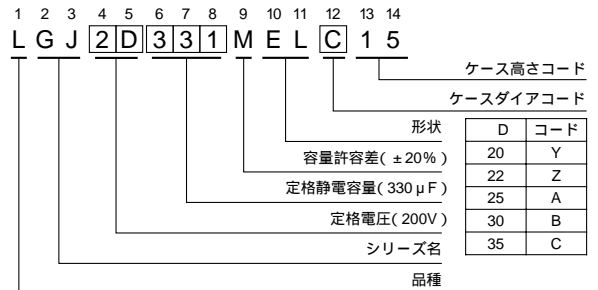 1 2 3 4 5 6 7 8 9 10 11 12 13 14
L G J 2 D 3 3 1 M E L C 1 5
ケース高さコード
ケースダイアコード
形状
容量許容差( ±20% )
定格静電容量( 330 μ F )
定格電圧( 200V )
シリーズ名
品種
D コード
20 Y
22 Z
25 A
30 B
35 C